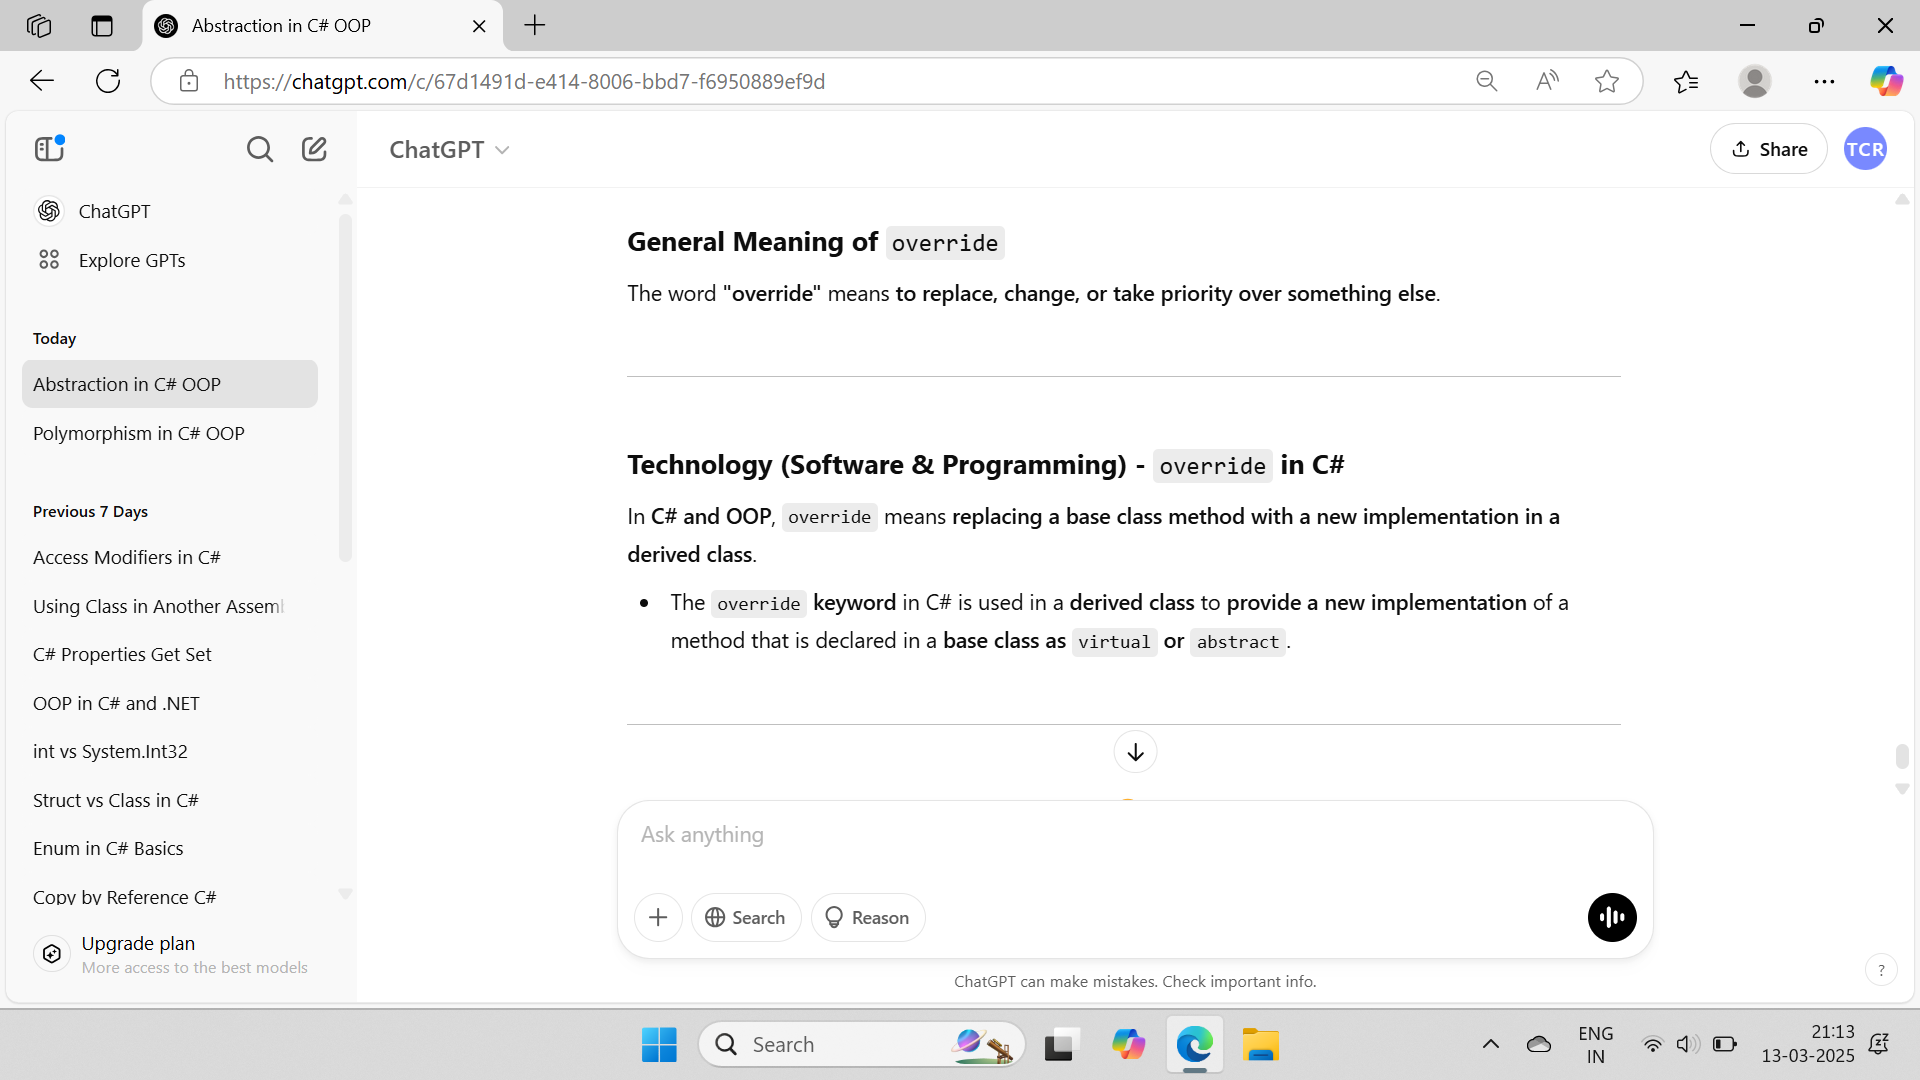 Abstraction in C# OOP
https://chatgpt.com/c/67d1491d-e414-8006-bbd7-f6950889ef9d
ChatGPT
Share
TCR
ChatGPT
Explore GPTs
Today
Abstraction in C# OOP
Polymorphism in C# OOP
Previous 7 Days
Access Modifiers in C#
Using Class in Another Assemb
C# Properties Get Set
OOP in C# and .NET
int vs System.Int32
Struct vs Class in C#
Enum in C# Basics
Copy by Reference C#
Upgrade plan
More access to the best models
General Meaning of override
The word "override" means to replace, change, or take priority over something else.
Technology (Software & Programming) - override in C#
In C# and OOP, override means replacing a base class method with a new implementation in a
derived class.
• The override keyword in C# is used in a derived class to provide a new implementation of a
method that is declared in a base class as virtual or abstract.
Ask anything
Search
Reason
ChatGPT can make mistakes. Check important info.
?
Search
ENG
IN
21:13
13-03-2025